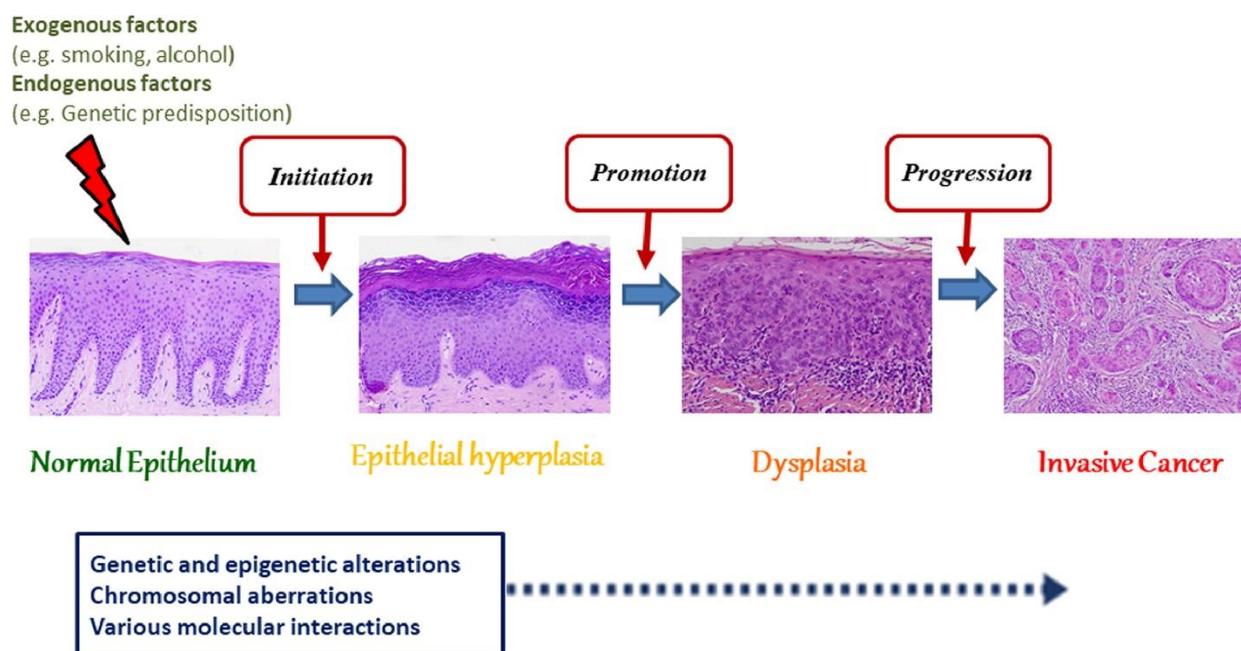 Exogenous factors
(e.g. smoking, alcohol)
Endogenous factors
(e.g. Genetic predisposition)
Initiation
Promotion
Progression
Normal Epithelium
Epithelial hyperplasia
Dysplasia
Invasive Cancer
Genetic and epigenetic alterations
Chromosomal aberrations
Various molecular interactions